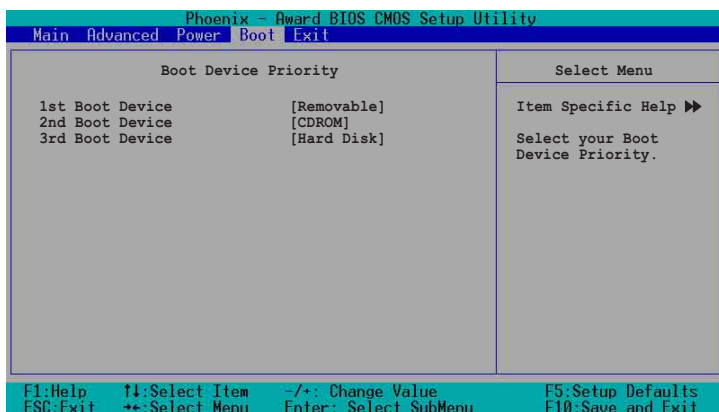 Phoenix - Award BIOS CMOS Setup Utility
Main Advanced Power Boot Exit
Boot Device Priority
1st Boot Device [Removable]
2nd Boot Device [CDROM]
3rd Boot Device [Hard Disk]
Select Menu
Item Specific Help ▶▶
Select your Boot
Device Priority.
F1:Help ↑↓:Select Item -/+: Change Value F5:Setup Defaults
ESC:Exit →←:Select Menu Enter: Select SubMenu F10:Save and Exit